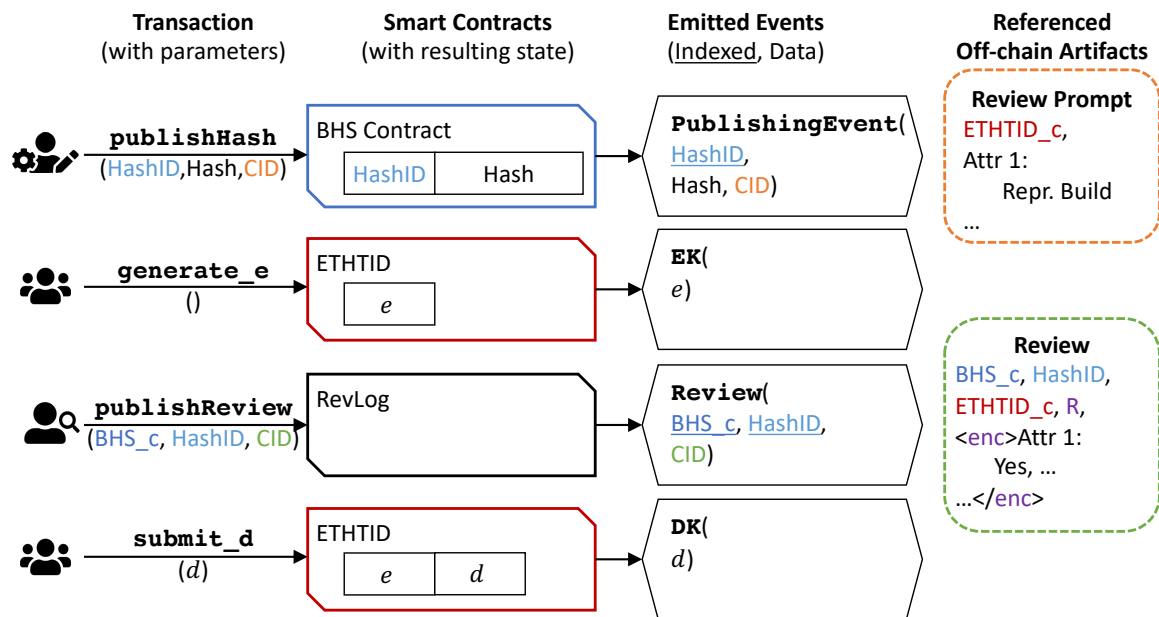 Transaction
(with parameters)
Smart Contracts
(with resulting state)
Emitted Events
(Indexed, Data)
Referenced
Off-chain Artifacts
publishHash
(HashID,Hash,CID)
BHS Contract
HashID
Hash
PublishingEvent(
HashID,
Hash, CID)
Review Prompt
ETHTID_c,
Attr 1:
Repr. Build
...
generate_e
()
ETHTID
e
EK(
e)
publishReview
(BHS_c, HashID, CID)
RevLog
Review(
BHS_c, HashID,
CID)
Review
BHS_c, HashID,
ETHTID_c, R,
<enc>Attr 1:
Yes, ...
...</enc>
submit_d
(d)
ETHTID
e
d
DK(
d)